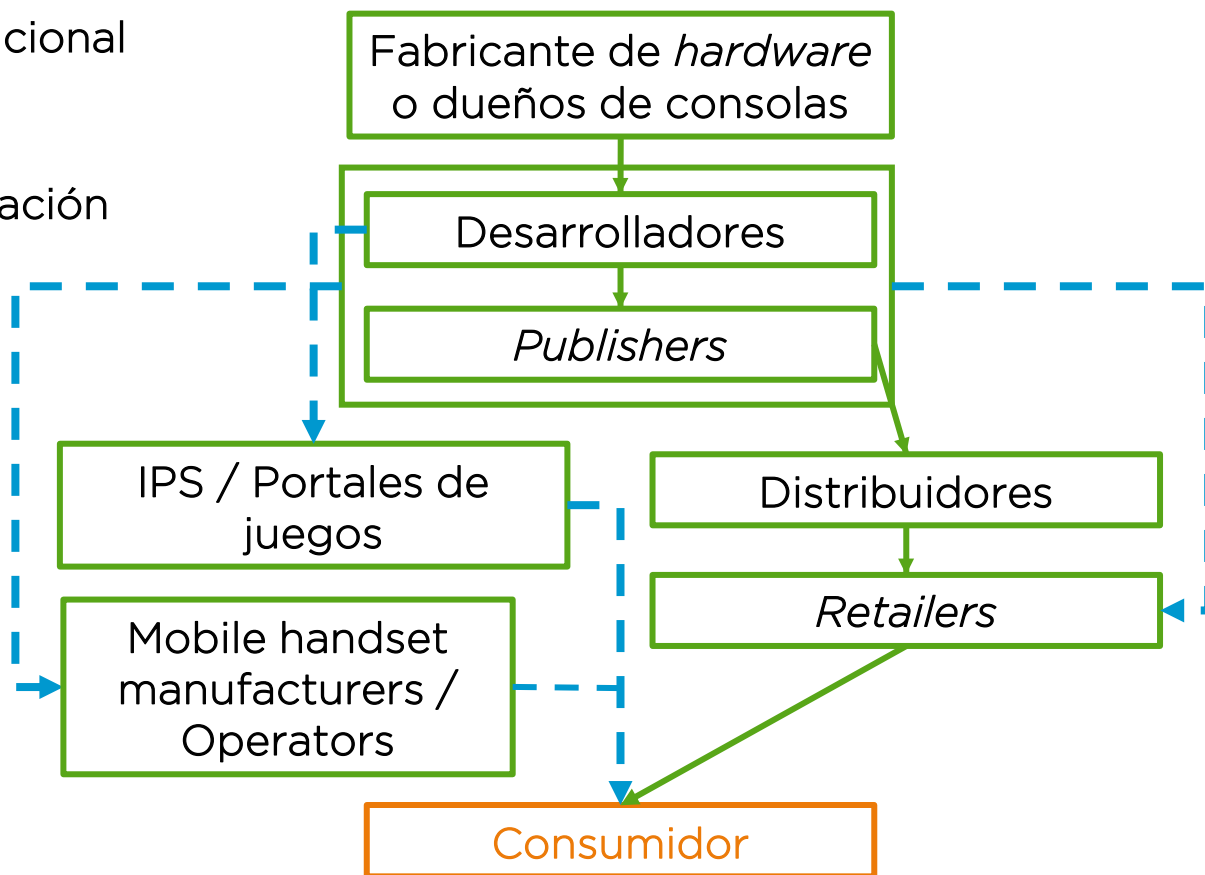 cional
Fabricante de hardware
o dueños de consolas
ación
Desarrolladores
Publishers
IPS / Portales de
juegos
Distribuidores
Retailers
Mobile handset
manufacturers /
Operators
Consumidor